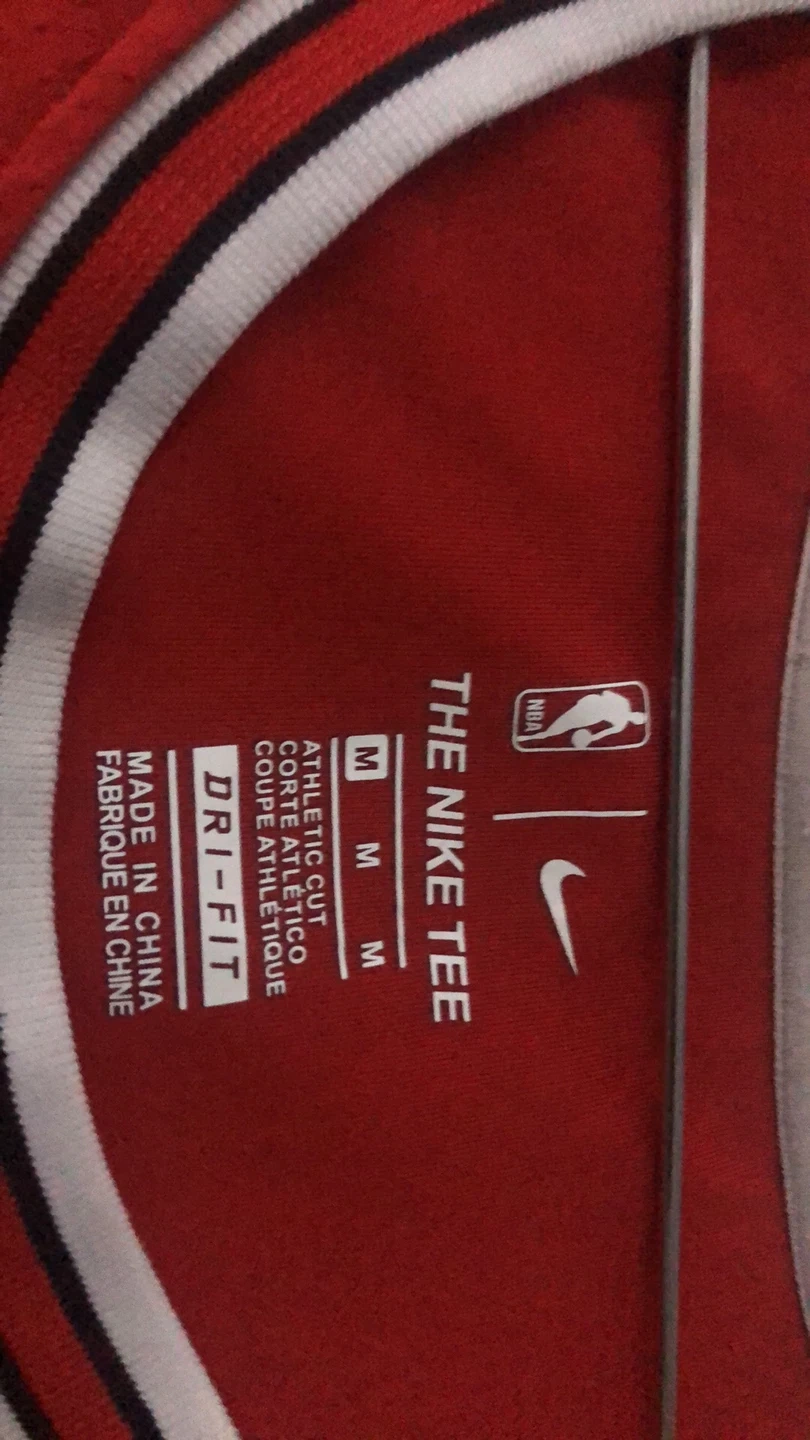 NBA
THE NIKE TEE
M M M
ATHLETIC CUT
CORTE ATLÉTICO
COUPE ATHLÉTIQUE
DRI-FIT
MADE IN CHINA
FABRIQUE EN CHINE